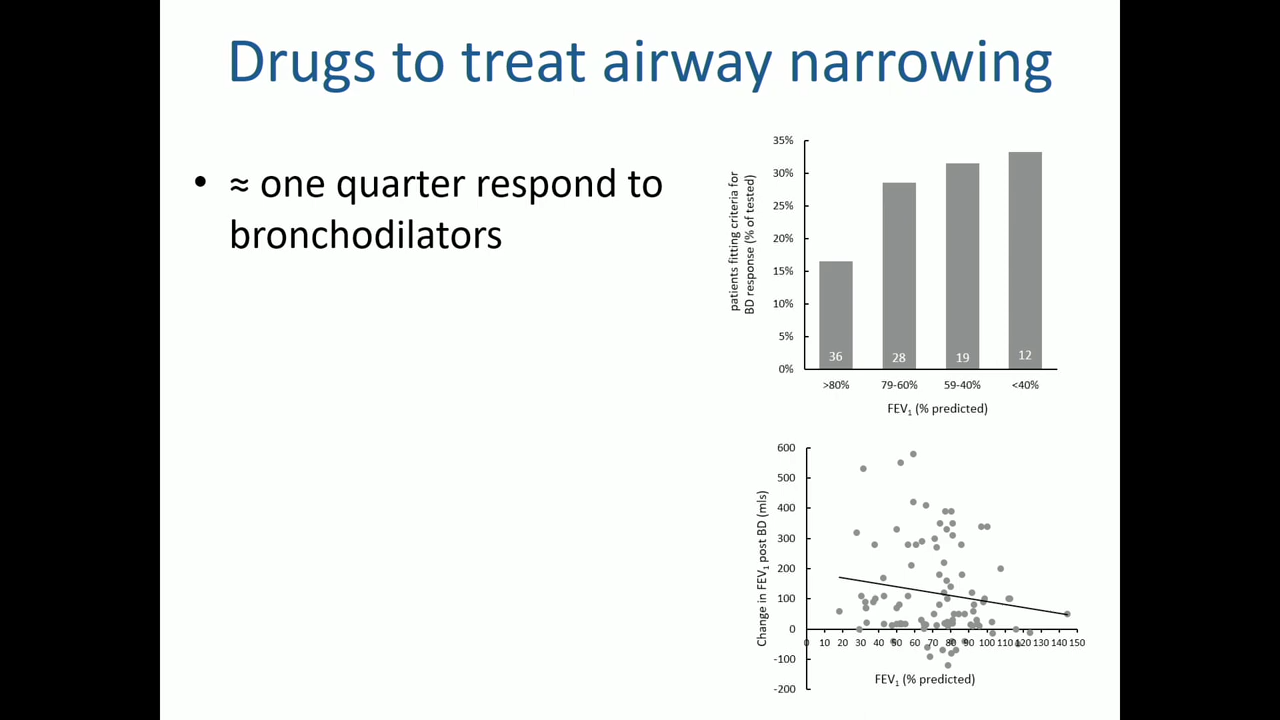 Drugs to treat airway narrowing
• ≈ one quarter respond to
bronchodilators
patients fitting criteria for
BD response (% of tested)
35%
30%
25%
20%
15%
10%
5%
0%
36 28 19 12
>80% 79-60% 59-40% <40%
FEV₁ (% predicted)
Change in FEV₁ post BD (mls)
600
500
400
300
200
100
0
-100
-200
0 10 20 30 40 50 60 70 80 90 100 110 120 130 140 150
FEV₁ (% predicted)